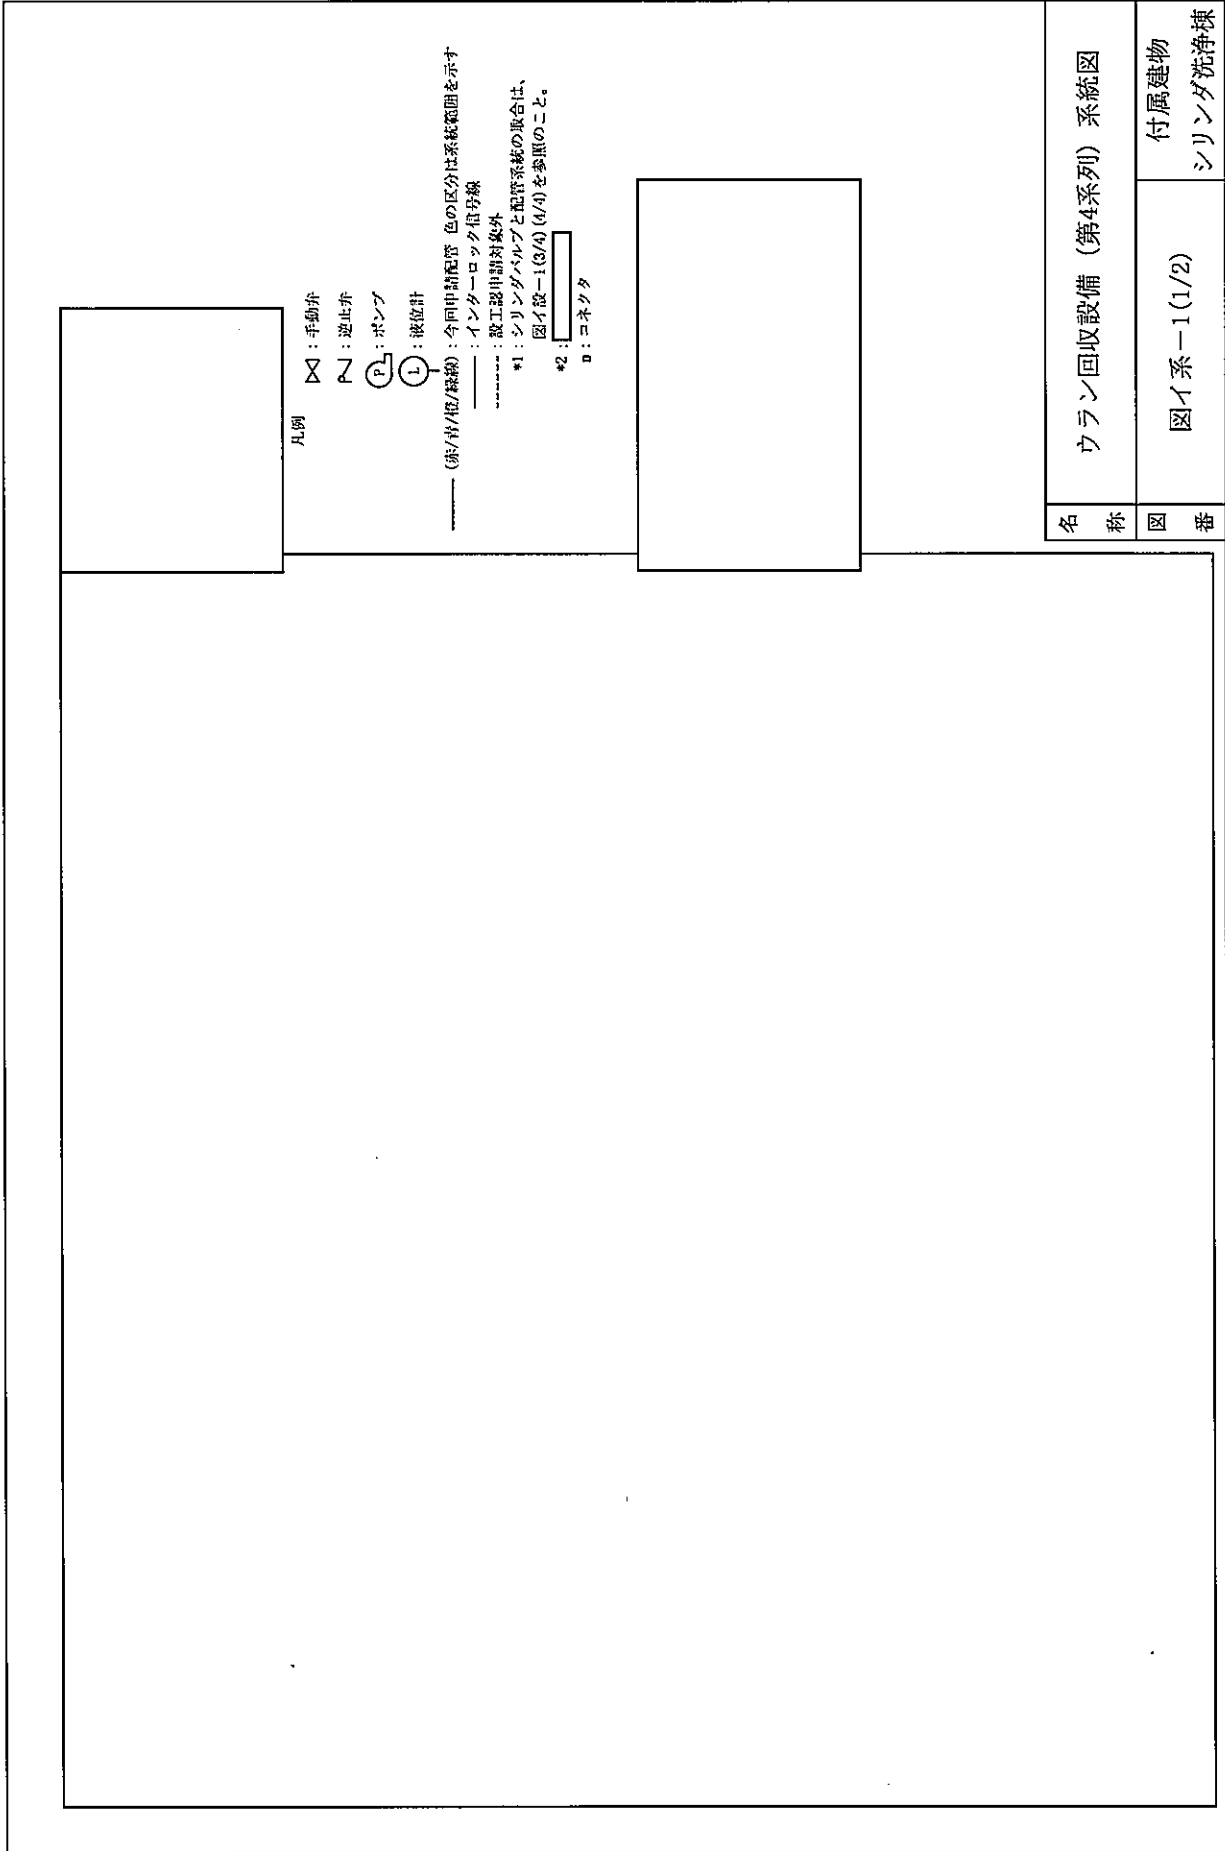 凡例
：手動弁
：逆止弁
P：ポンプ
L：液位計
（赤/青/橙/緑線）：今回申請配管 色の区分は系統範囲を示す
：インターロック信号線
------：設工認申請対象外
*1：シリンダバルブと配管系統の取合は、
図イ設－1(3/4)(4/4)を参照のこと。
*2：
：コネクタ
名称 ウラン回収設備（第4系列）系統図
図番 図イ系－1(1/2) 付属建物
シリンダ洗浄棟